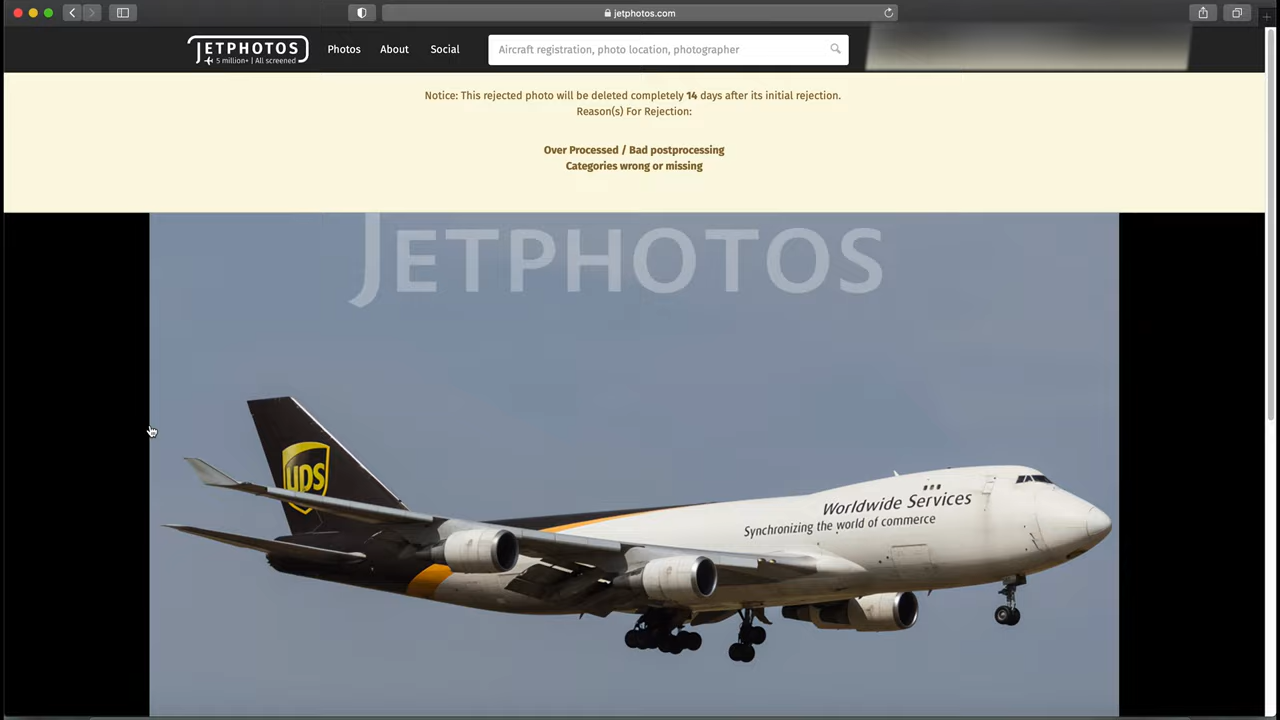 jetphotos.com
JETPHOTOS
5 million+ | All screened
Photos
About
Social
Aircraft registration, photo location, photographer
Notice: This rejected photo will be deleted completely 14 days after its initial rejection.
Reason(s) For Rejection:
Over Processed / Bad postprocessing
Categories wrong or missing
JETPHOTOS
ups
Worldwide Services
Synchronizing the world of commerce